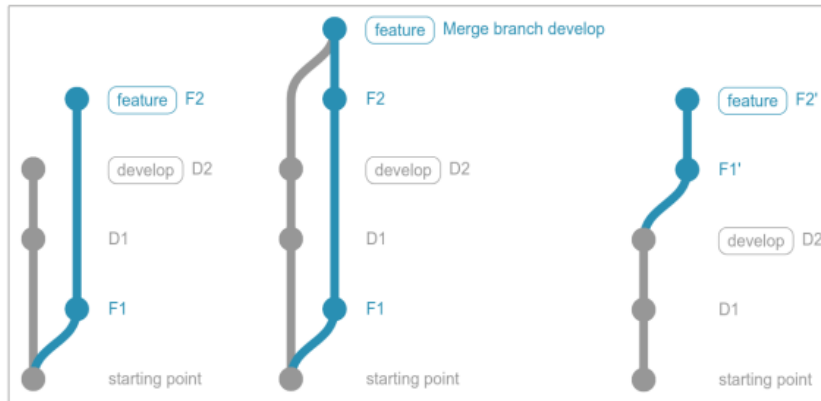 feature F2
develop D2
D1
F1
starting point
feature Merge branch develop
F2
develop D2
D1
F1
starting point
feature F2'
F1'
develop D2
D1
starting point